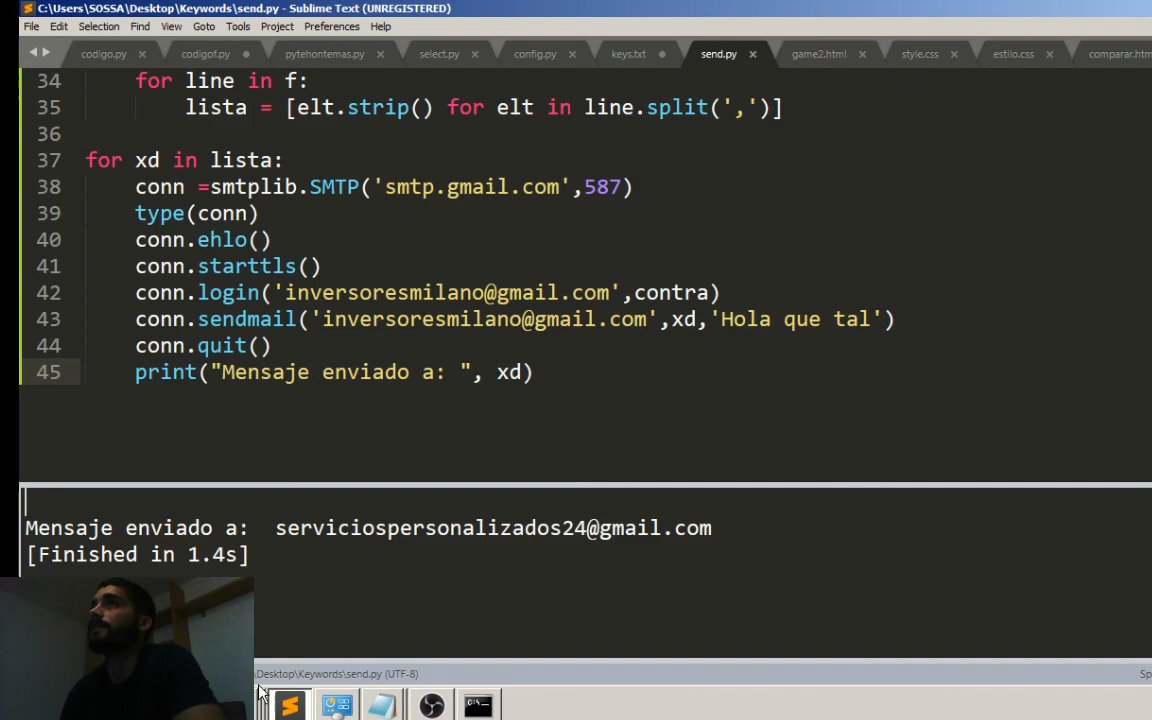 C:\Users\SOSSA\Desktop\Keywords\send.py - Sublime Text (UNREGISTERED)
File Edit Selection Find View Goto Tools Project Preferences Help
codigo.py codigof.py pytehontemas.py select.py config.py keys.txt send.py game2.html style.css estilo.css comparar.htm
34 for line in f:
35 lista = [elt.strip() for elt in line.split(',')]
36
37 for xd in lista:
38 conn =smtplib.SMTP('smtp.gmail.com',587)
39 type(conn)
40 conn.ehlo()
41 conn.starttls()
42 conn.login('inversoresmilano@gmail.com',contra)
43 conn.sendmail('inversoresmilano@gmail.com',xd,'Hola que tal')
44 conn.quit()
45 print("Mensaje enviado a: ", xd)
Mensaje enviado a:  serviciospersonalizados24@gmail.com
[Finished in 1.4s]
\Desktop\Keywords\send.py (UTF-8)
Sp